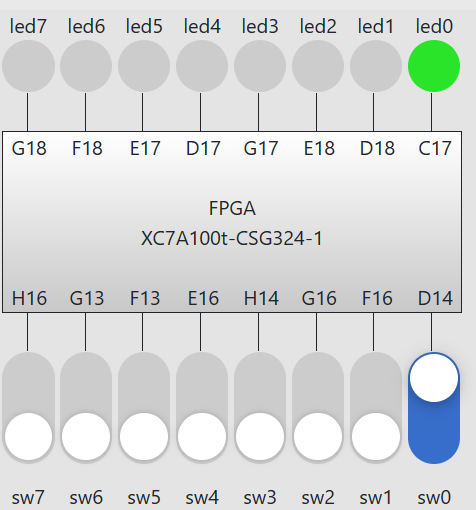 led7 led6 led5 led4 led3 led2 led1 led0
G18 F18 E17 D17 G17 E18 D18 C17
FPGA
XC7A100t-CSG324-1
H16 G13 F13 E16 H14 G16 F16 D14
sw7 sw6 sw5 sw4 sw3 sw2 sw1 sw0